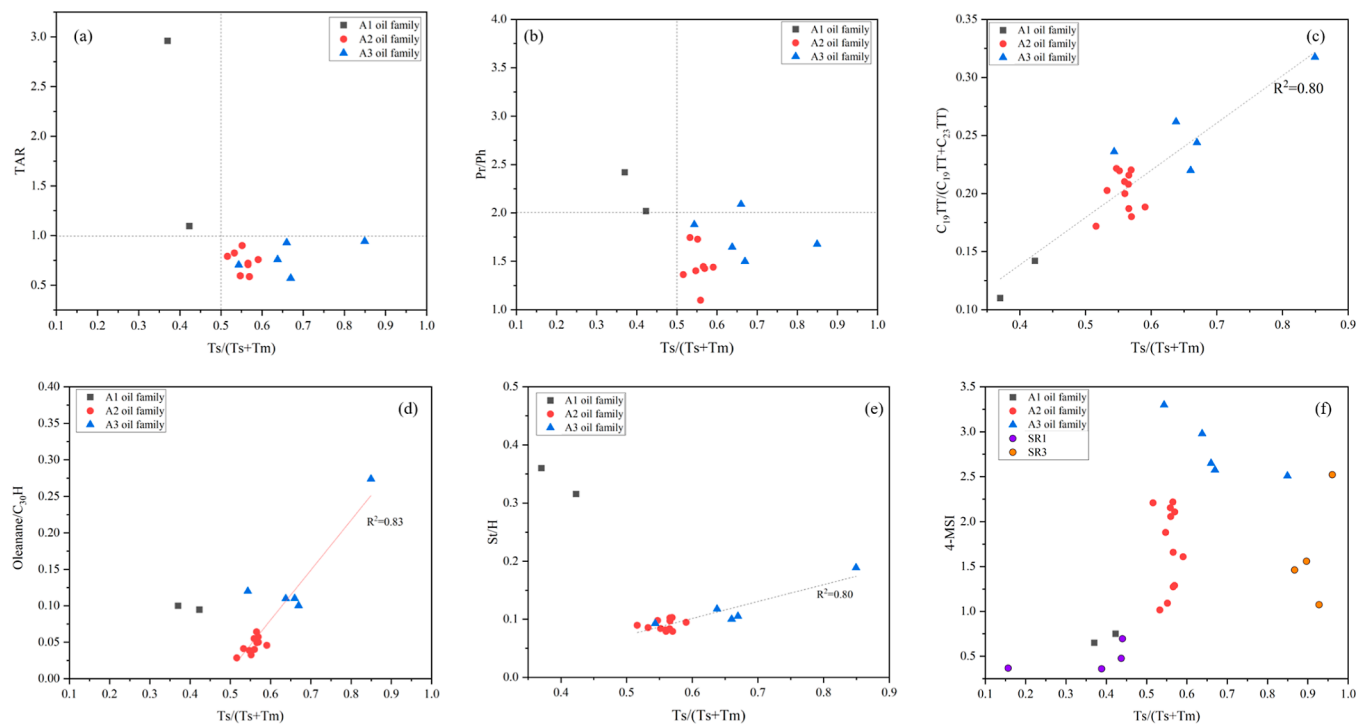 (a)
A1 oil family
A2 oil family
A3 oil family
TAR
3.0
2.5
2.0
1.5
1.0
0.5
0.1 0.2 0.3 0.4 0.5 0.6 0.7 0.8 0.9 1.0
Ts/(Ts+Tm)
(b)
A1 oil family
A2 oil family
A3 oil family
Pr/Ph
4.0
3.5
3.0
2.5
2.0
1.5
1.0
0.1 0.2 0.3 0.4 0.5 0.6 0.7 0.8 0.9 1.0
Ts/(Ts+Tm)
A1 oil family
A2 oil family
A3 oil family
(c)
R²=0.80
C₁₉TT/(C₁₉TT+C₂₃TT)
0.35
0.30
0.25
0.20
0.15
0.10
0.4 0.5 0.6 0.7 0.8 0.9
Ts/(Ts+Tm)
A1 oil family
A2 oil family
A3 oil family
(d)
R²=0.83
Oleanane/C₃₀H
0.40
0.35
0.30
0.25
0.20
0.15
0.10
0.05
0.00
0.1 0.2 0.3 0.4 0.5 0.6 0.7 0.8 0.9 1.0
Ts/(Ts+Tm)
A1 oil family
A2 oil family
A3 oil family
(e)
R²=0.80
St/H
0.5
0.4
0.3
0.2
0.1
0.0
0.4 0.5 0.6 0.7 0.8 0.9
Ts/(Ts+Tm)
A1 oil family
A2 oil family
A3 oil family
SR1
SR3
(f)
4-MSI
3.5
3.0
2.5
2.0
1.5
1.0
0.5
0.1 0.2 0.3 0.4 0.5 0.6 0.7 0.8 0.9 1.0
Ts/(Ts+Tm)